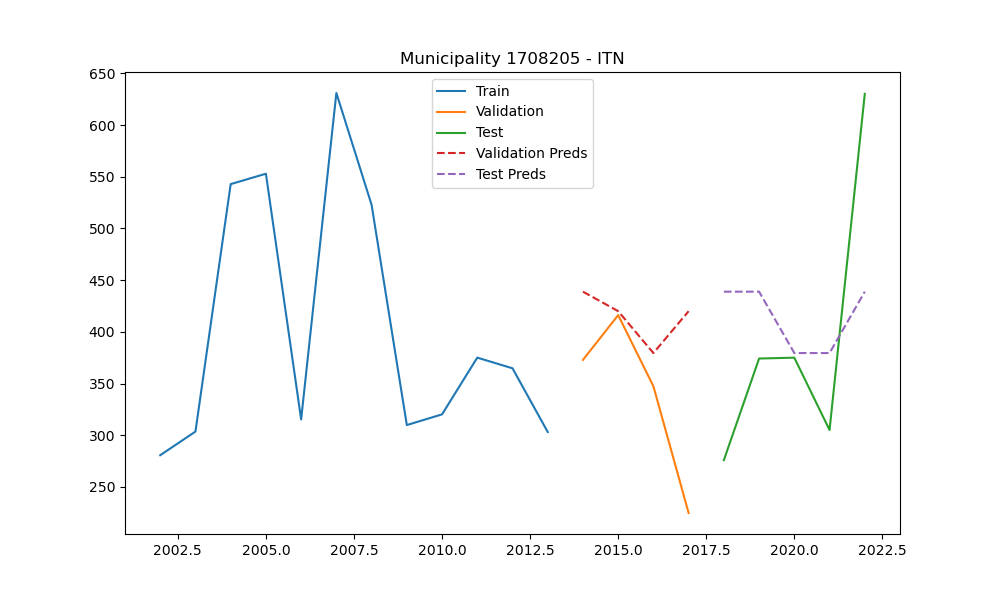 Municipality 1708205 - ITN
Train
Validation
Test
Validation Preds
Test Preds
650
600
550
500
450
400
350
300
250
2002.5 2005.0 2007.5 2010.0 2012.5 2015.0 2017.5 2020.0 2022.5